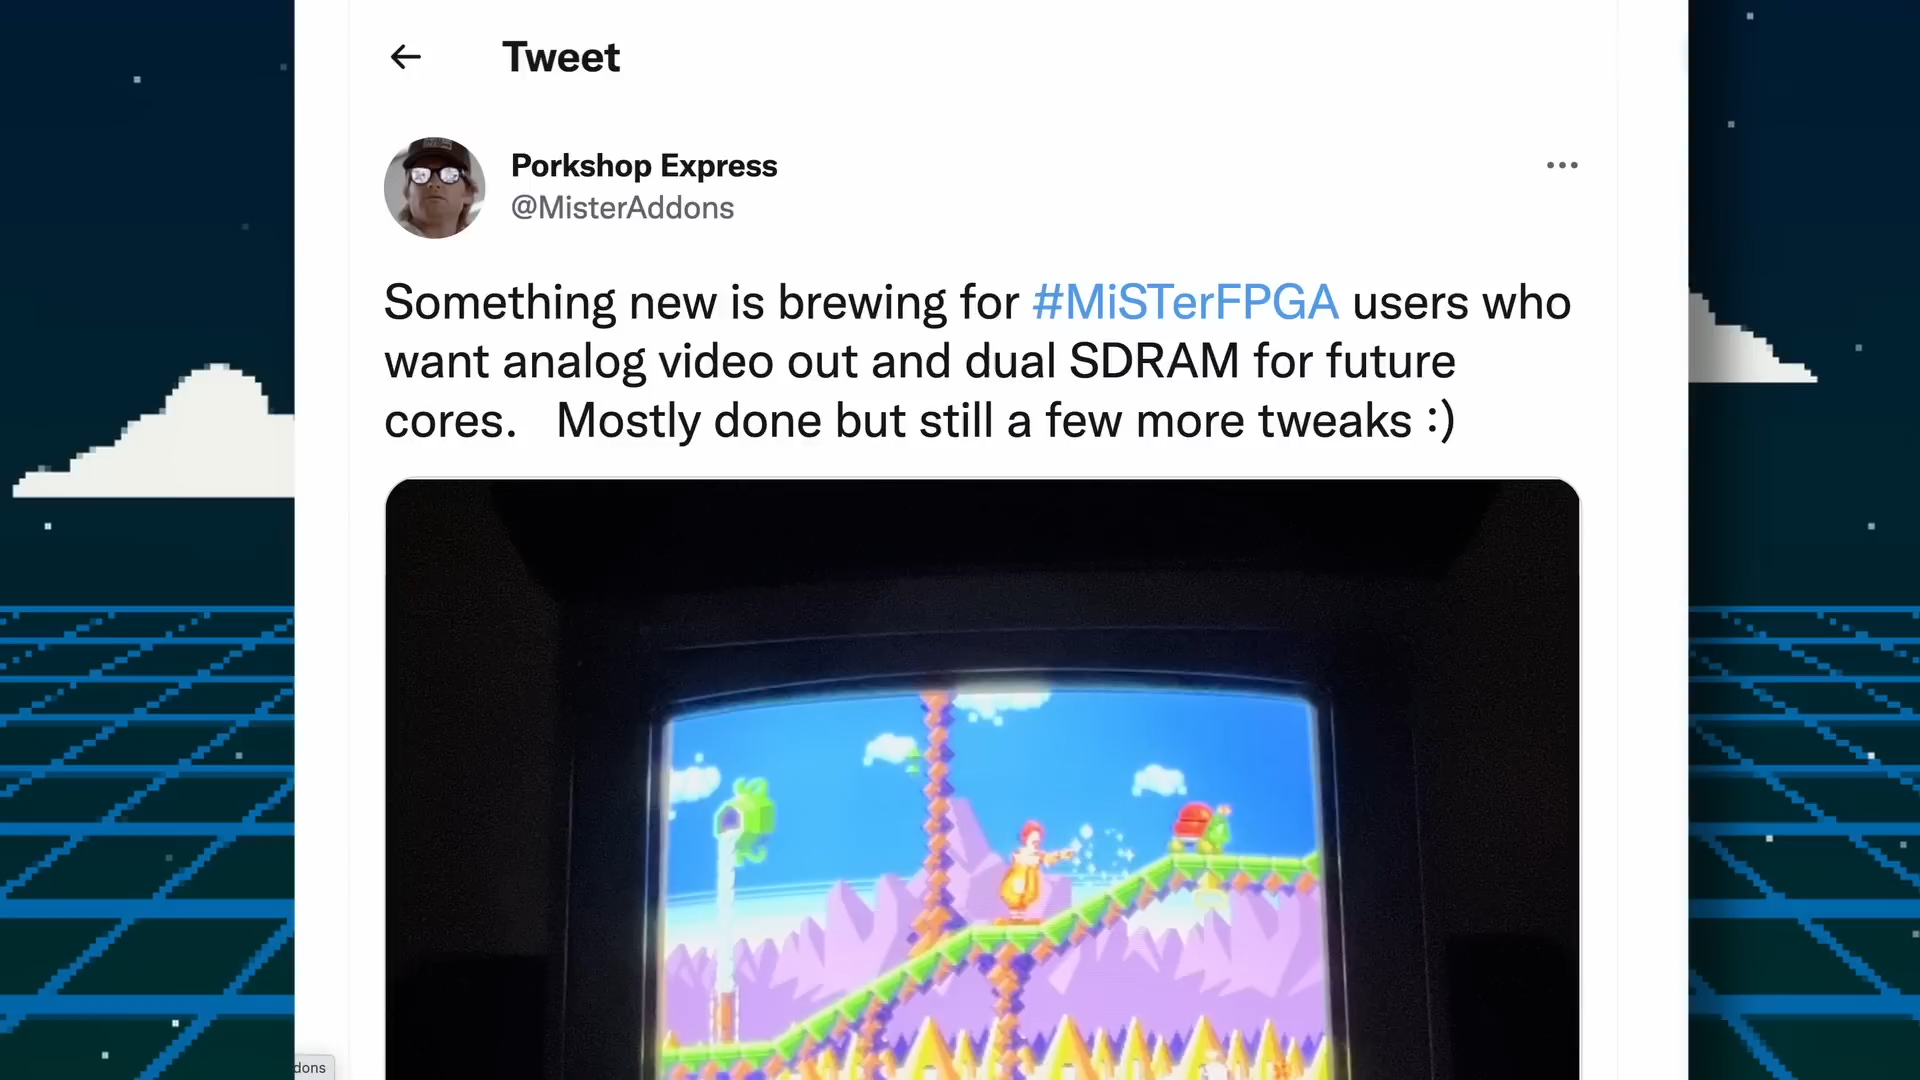 Tweet
Porkshop Express
@MisterAddons
Something new is brewing for #MiSTerFPGA users who
want analog video out and dual SDRAM for future
cores.   Mostly done but still a few more tweaks :)
dons